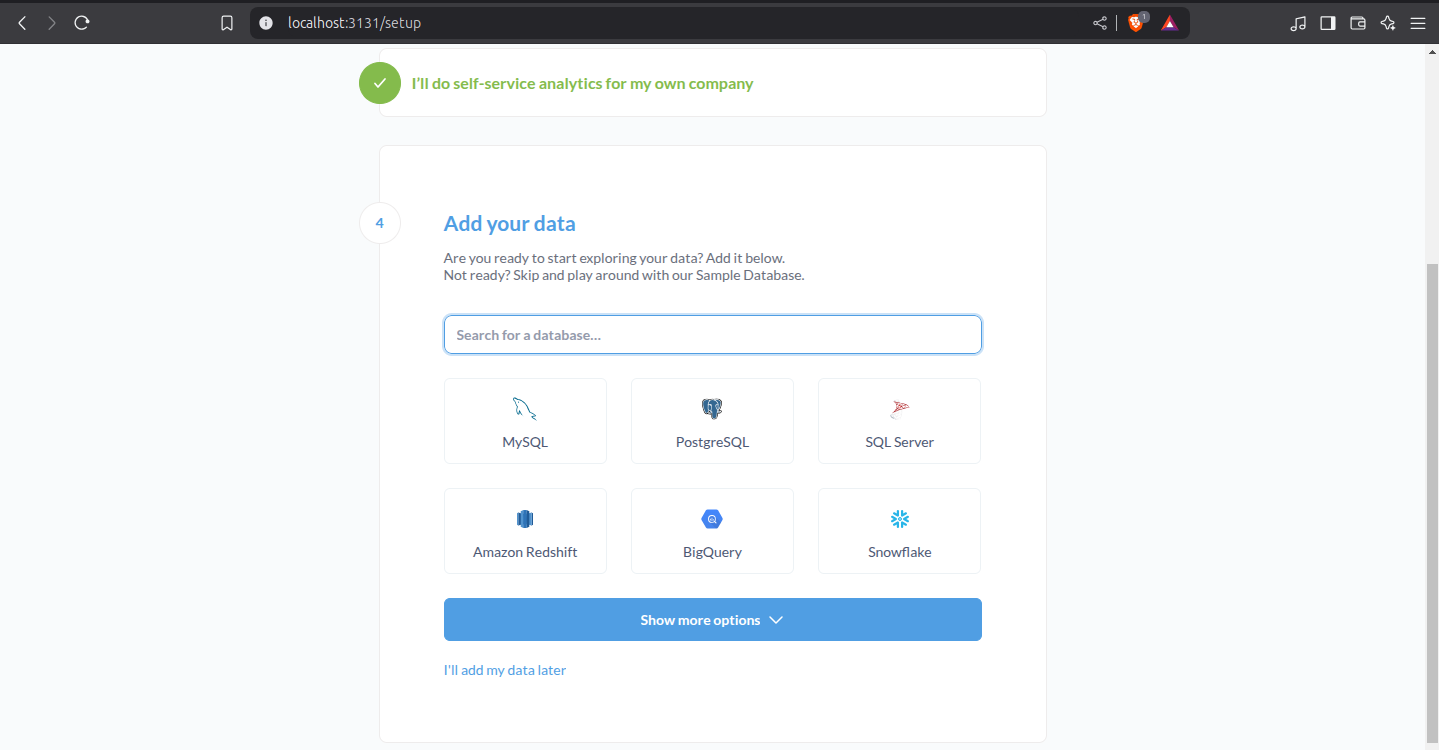 localhost:3131/setup
1
I'll do self-service analytics for my own company
4
Add your data
Are you ready to start exploring your data? Add it below.
Not ready? Skip and play around with our Sample Database.
Search for a database...
MySQL
PostgreSQL
SQL Server
Amazon Redshift
BigQuery
Snowflake
Show more options
I'll add my data later